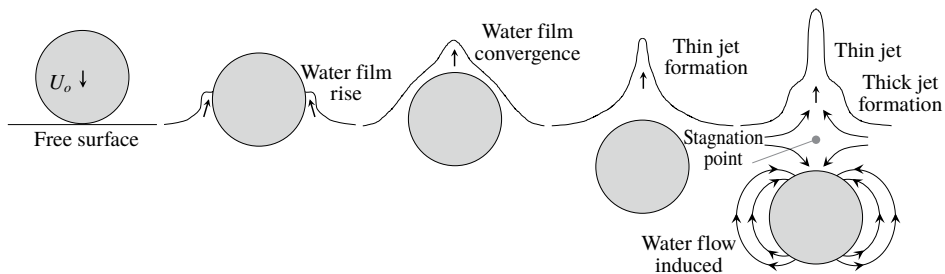 U_o
Free surface
Water film
rise
Water film
convergence
Thin jet
formation
Thin jet
Thick jet
formation
Stagnation
point
Water flow
induced